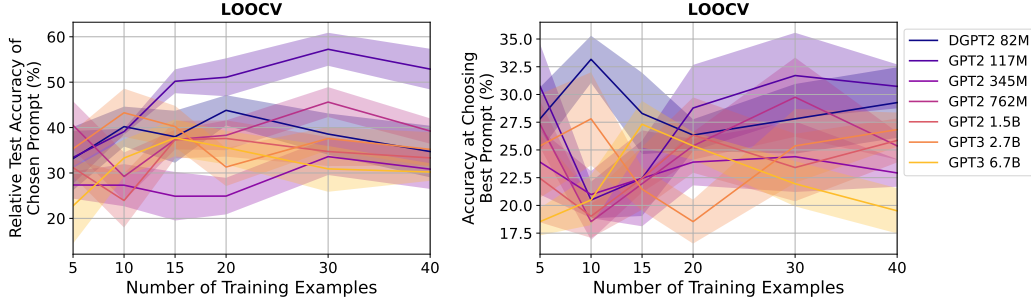 LOOCV
Relative Test Accuracy of
Chosen Prompt (%)
60
50
40
30
20
5
10
15
20
30
40
Number of Training Examples
LOOCV
Accuracy at Choosing
Best Prompt (%)
35.0
32.5
30.0
27.5
25.0
22.5
20.0
17.5
5
10
15
20
30
40
Number of Training Examples
DGPT2 82M
GPT2 117M
GPT2 345M
GPT2 762M
GPT2 1.5B
GPT3 2.7B
GPT3 6.7B